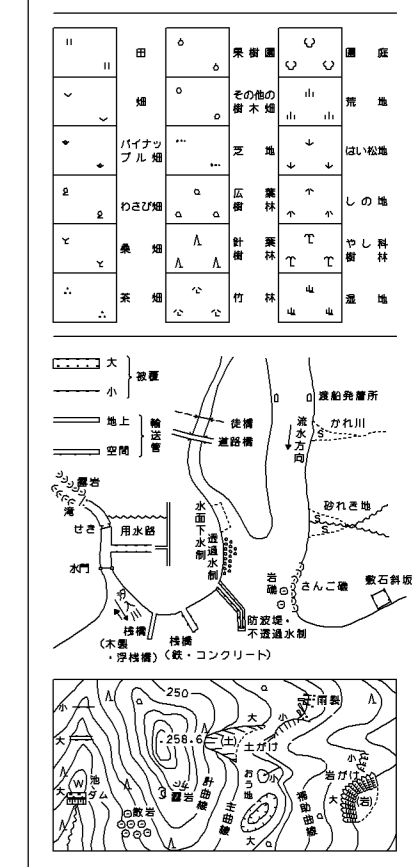 田
果樹園
園庭
畑
その他の
樹木畑
荒地
パイナッ
プル畑
芝地
はい松地
わさび畑
広葉
樹林
しの地
桑畑
針葉
樹林
やし科
樹林
茶畑
竹林
湿地
大
小
被覆
地上
空間
輸送管
徒橋
道路橋
渡船発着所
流水方向
かれ川
S
露岩
滝
せき
用水路
水門
水面下水制
透過水制
砂れき地
S
S
岩礁
さんご礁
敷石斜坂
防波堤・
不透過水制
桟橋
(木製
・浮桟橋)
桟橋
(鉄・コンクリート)
250
小
大
雨裂
大
小
258.6
(土)
土がけ
大
W
池
ダム
大
露岩
散岩
計曲線
主曲線
おう地
小
大
補助曲線
岩がけ
小
大
(岩)